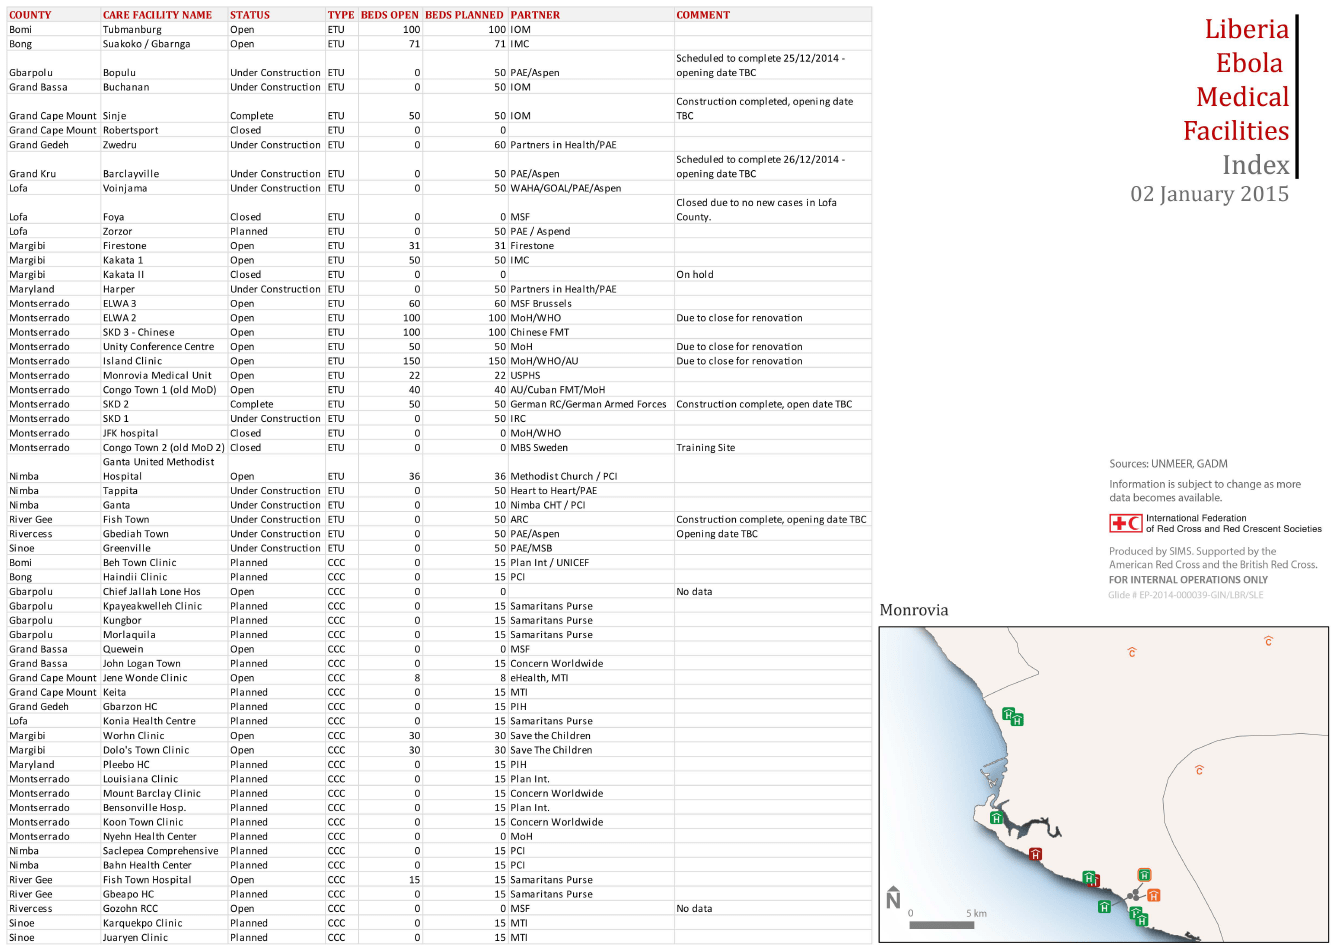 COUNTY CARE FACILITY NAME STATUS TYPE BEDS OPEN BEDS PLANNED PARTNER COMMENT
Bomi Tubmanburg Open ETU 100 100 IOM
Bong Suakoko / Gbarnga Open ETU 71 71 IMC
Gbarpolu Bopulu Under Construction ETU 0 50 PAE/Aspen Scheduled to complete 25/12/2014 -
opening date TBC
Grand Bassa Buchanan Under Construction ETU 0 50 IOM
Grand Cape Mount Sinje Complete ETU 50 50 IOM Construction completed, opening date
TBC
Grand Cape Mount Robertsport Closed ETU 0 0
Grand Gedeh Zwedru Under Construction ETU 0 60 Partners in Health/PAE
Grand Kru Barclayville Under Construction ETU 0 50 PAE/Aspen Scheduled to complete 26/12/2014 -
opening date TBC
Lofa Voinjama Under Construction ETU 0 50 WAHA/GOAL/PAE/Aspen
Lofa Foya Closed ETU 0 0 MSF Closed due to no new cases in Lofa
County.
Lofa Zorzor Planned ETU 0 50 PAE / Aspend
Margibi Firestone Open ETU 31 31 Firestone
Margibi Kakata 1 Open ETU 50 50 IMC
Margibi Kakata II Closed ETU 0 0 On hold
Maryland Harper Under Construction ETU 0 50 Partners in Health/PAE
Montserrado ELWA 3 Open ETU 60 60 MSF Brussels
Montserrado ELWA 2 Open ETU 100 100 MoH/WHO Due to close for renovation
Montserrado SKD 3 - Chinese Open ETU 100 100 Chinese FMT
Montserrado Unity Conference Centre Open ETU 50 50 MoH Due to close for renovation
Montserrado Island Clinic Open ETU 150 150 MoH/WHO/AU Due to close for renovation
Montserrado Monrovia Medical Unit Open ETU 22 22 USPHS
Montserrado Congo Town 1 (old MoD) Open ETU 40 40 AU/Cuban FMT/MoH
Montserrado SKD 2 Complete ETU 50 50 German RC/German Armed Forces Construction complete, open date TBC
Montserrado SKD 1 Under Construction ETU 0 50 IRC
Montserrado JFK hospital Closed ETU 0 0 MoH/WHO
Montserrado Congo Town 2 (old MoD 2) Closed ETU 0 0 MBS Sweden Training Site
Nimba Ganta United Methodist
Hospital Open ETU 36 36 Methodist Church / PCI
Nimba Tappita Under Construction ETU 0 50 Heart to Heart/PAE
Nimba Ganta Under Construction ETU 0 10 Nimba CHT / PCI
River Gee Fish Town Under Construction ETU 0 50 ARC Construction complete, opening date TBC
Rivercess Gbediah Town Under Construction ETU 0 50 PAE/Aspen Opening date TBC
Sinoe Greenville Under Construction ETU 0 50 PAE/MSB
Bomi Beh Town Clinic Planned CCC 0 15 Plan Int / UNICEF
Bong Haindii Clinic Planned CCC 0 15 PCI
Gbarpolu Chief Jallah Lone Hos Open CCC 0 0 No data
Gbarpolu Kpayeakwelleh Clinic Planned CCC 0 15 Samaritans Purse
Gbarpolu Kungbor Planned CCC 0 15 Samaritans Purse
Gbarpolu Morlaquila Planned CCC 0 15 Samaritans Purse
Grand Bassa Quewein Open CCC 0 0 MSF
Grand Bassa John Logan Town Planned CCC 0 15 Concern Worldwide
Grand Cape Mount Jene Wonde Clinic Open CCC 8 8 eHealth, MTI
Grand Cape Mount Keita Planned CCC 0 15 MTI
Grand Gedeh Gbarzon HC Planned CCC 0 15 PIH
Lofa Konia Health Centre Planned CCC 0 15 Samaritans Purse
Margibi Worhn Clinic Open CCC 30 30 Save the Children
Margibi Dolo's Town Clinic Open CCC 30 30 Save The Children
Maryland Pleebo HC Planned CCC 0 15 PIH
Montserrado Louisiana Clinic Planned CCC 0 15 Plan Int.
Montserrado Mount Barclay Clinic Planned CCC 0 15 Concern Worldwide
Montserrado Bensonville Hosp. Planned CCC 0 15 Plan Int.
Montserrado Koon Town Clinic Planned CCC 0 15 Concern Worldwide
Montserrado Nyehn Health Center Planned CCC 0 0 MoH
Nimba Saclepea Comprehensive Planned CCC 0 15 PCI
Nimba Bahn Health Center Planned CCC 0 15 PCI
River Gee Fish Town Hospital Open CCC 15 15 Samaritans Purse
River Gee Gbeapo HC Planned CCC 0 15 Samaritans Purse
Rivercess Gozohn RCC Open CCC 0 0 MSF No data
Sinoe Karquekpo Clinic Planned CCC 0 15 MTI
Sinoe Juaryen Clinic Planned CCC 0 15 MTI
Liberia
Ebola
Medical
Facilities
Index
02 January 2015
Sources: UNMEER, GADM
Information is subject to change as more
data becomes available.
International Federation
of Red Cross and Red Crescent Societies
Produced by SIMS. Supported by the
American Red Cross and the British Red Cross.
FOR INTERNAL OPERATIONS ONLY
Glide # EP-2014-000039-GIN/LBR/SLE
Monrovia
C
C
H
H
C
H
H
H
H
H
H
H
H
H
N
0 5 km